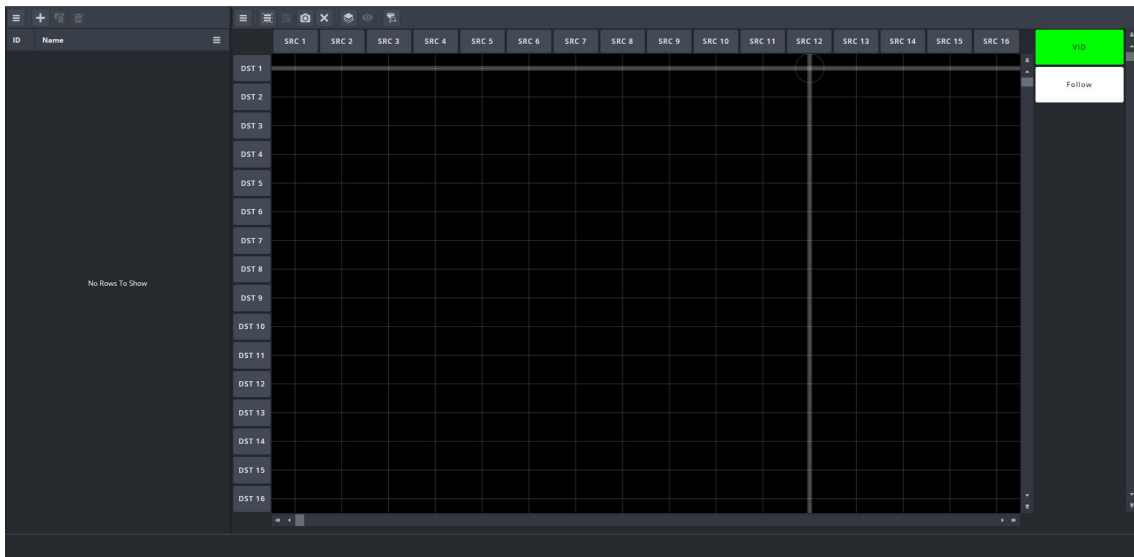 ID Name
No Rows To Show
SRC 1 SRC 2 SRC 3 SRC 4 SRC 5 SRC 6 SRC 7 SRC 8 SRC 9 SRC 10 SRC 11 SRC 12 SRC 13 SRC 14 SRC 15 SRC 16
DST 1
DST 2
DST 3
DST 4
DST 5
DST 6
DST 7
DST 8
DST 9
DST 10
DST 11
DST 12
DST 13
DST 14
DST 15
DST 16
VID
Follow